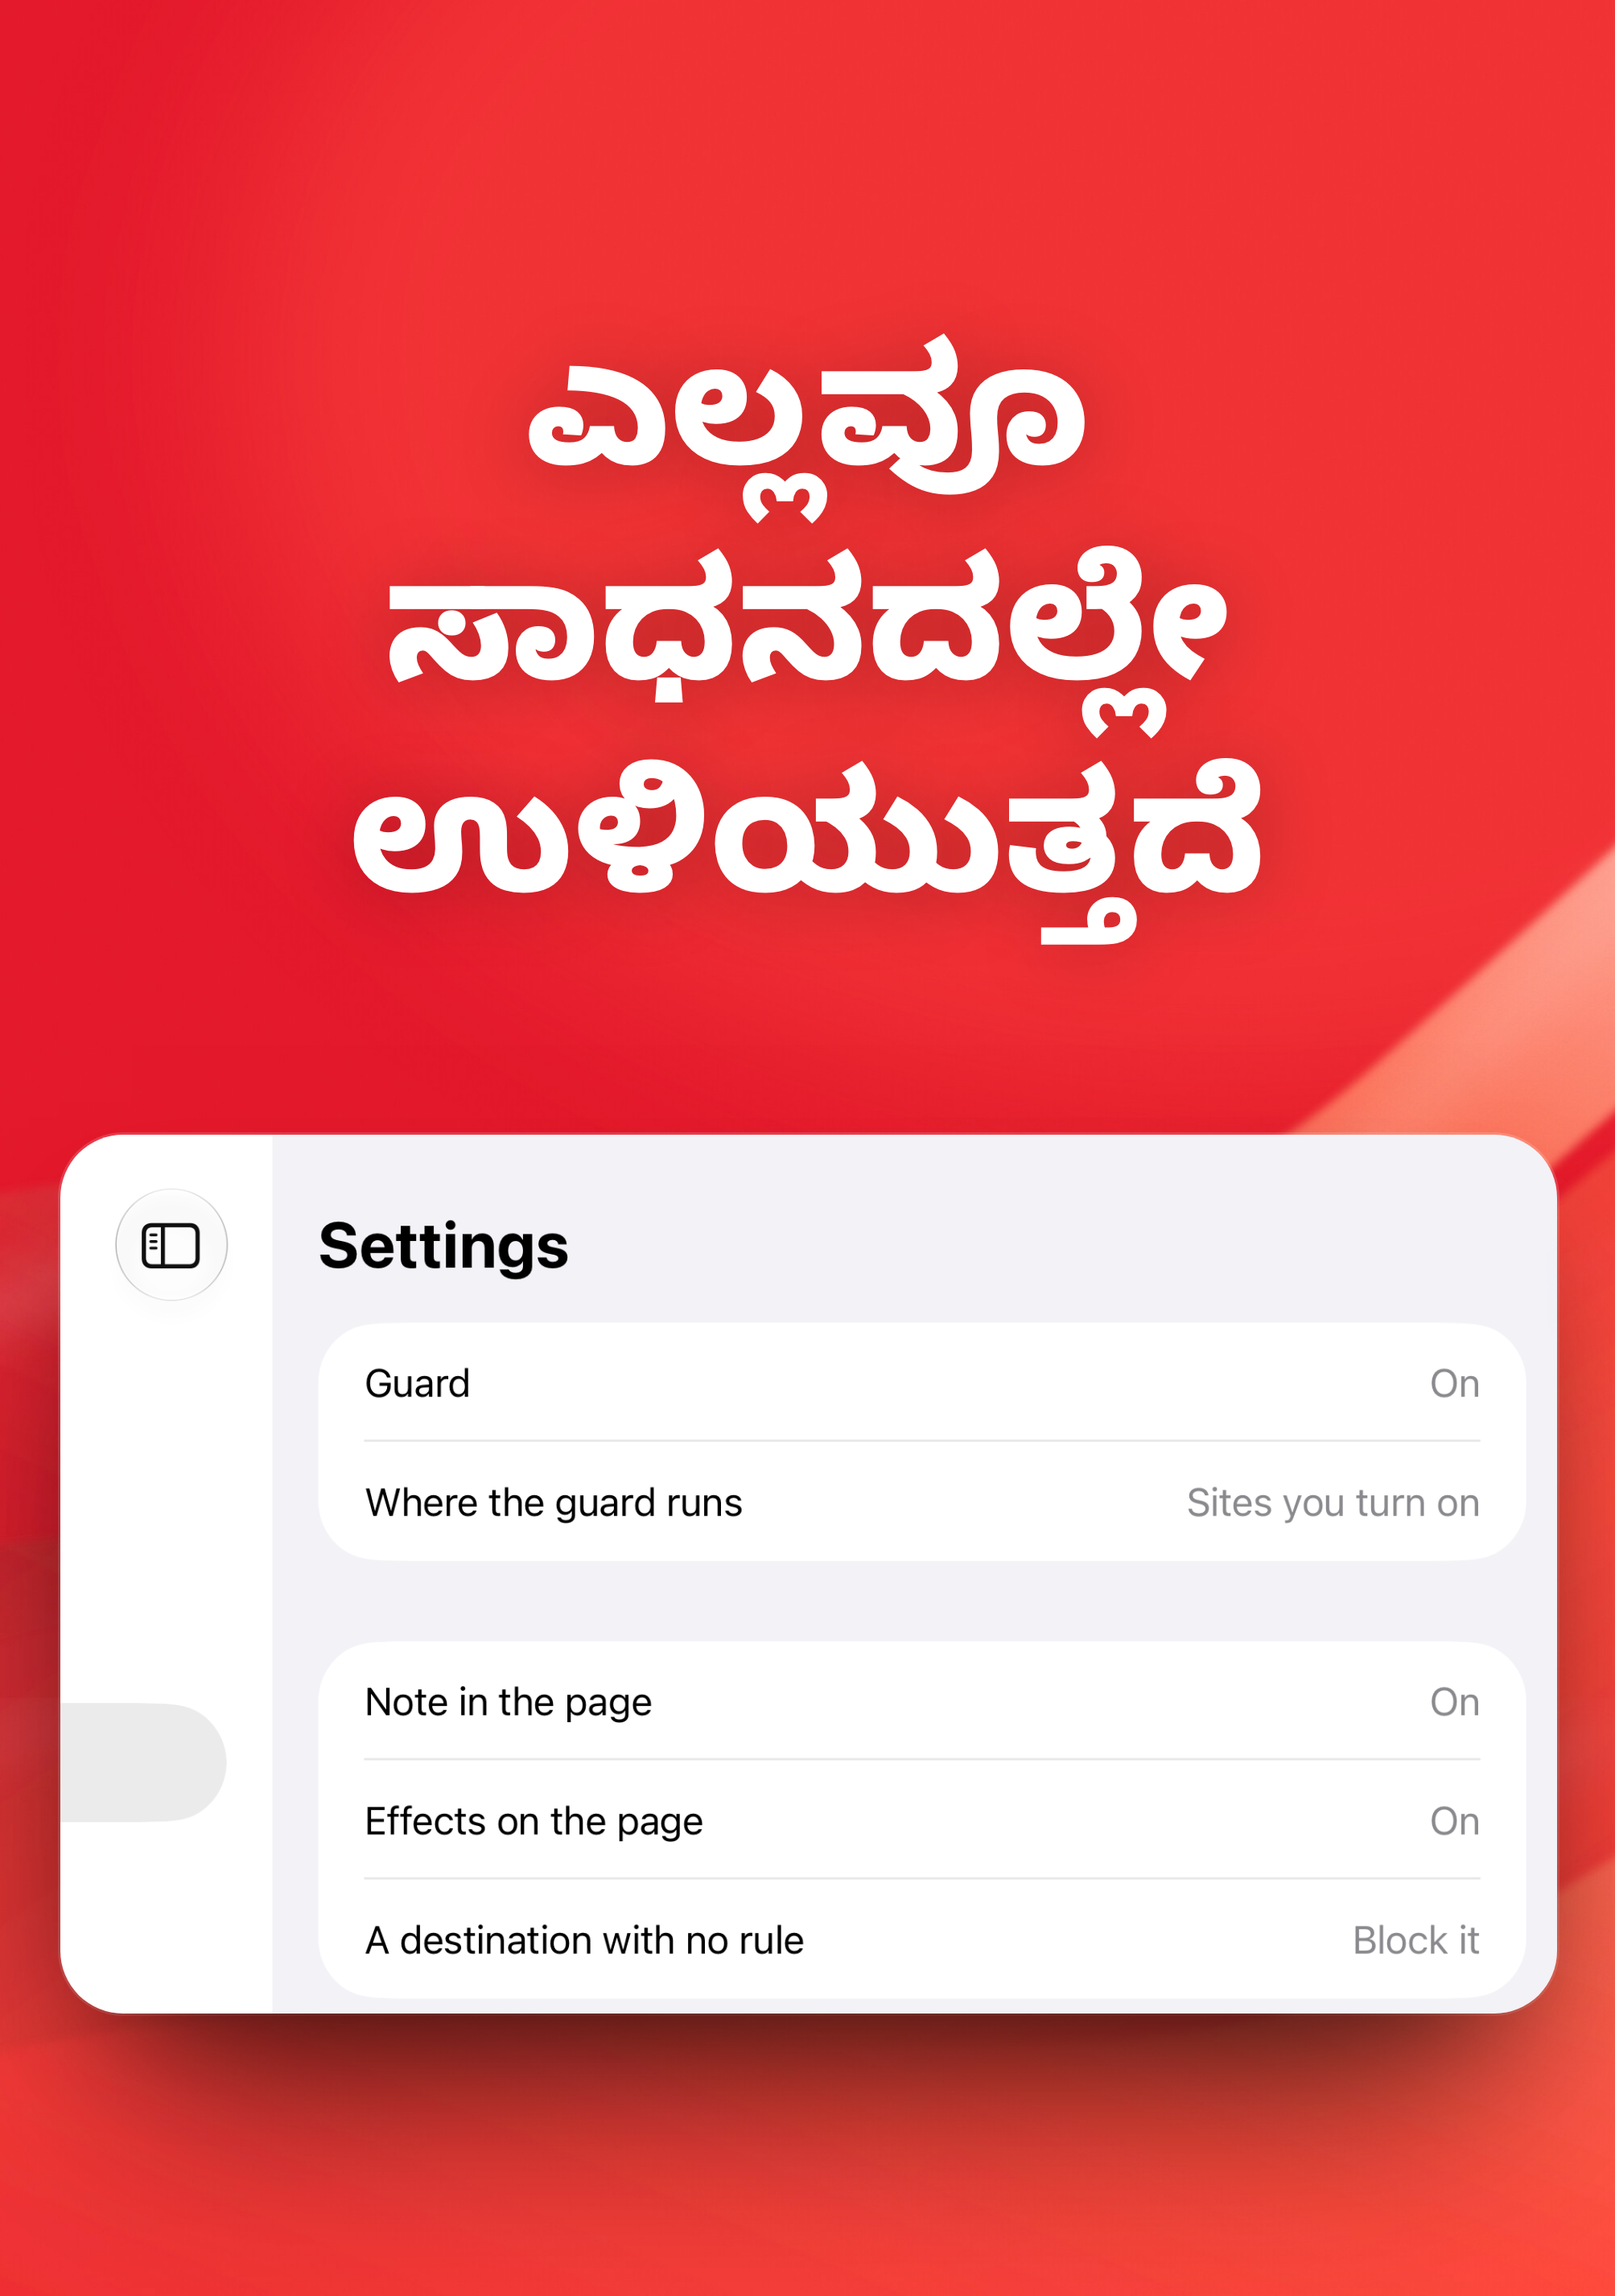 ಎಲ್ಲವೂ
ಸಾಧನದಲ್ಲೇ
ಉಳಿಯುತ್ತದೆ
Settings
Guard On
Where the guard runs Sites you turn on
Note in the page On
Effects on the page On
A destination with no rule Block it